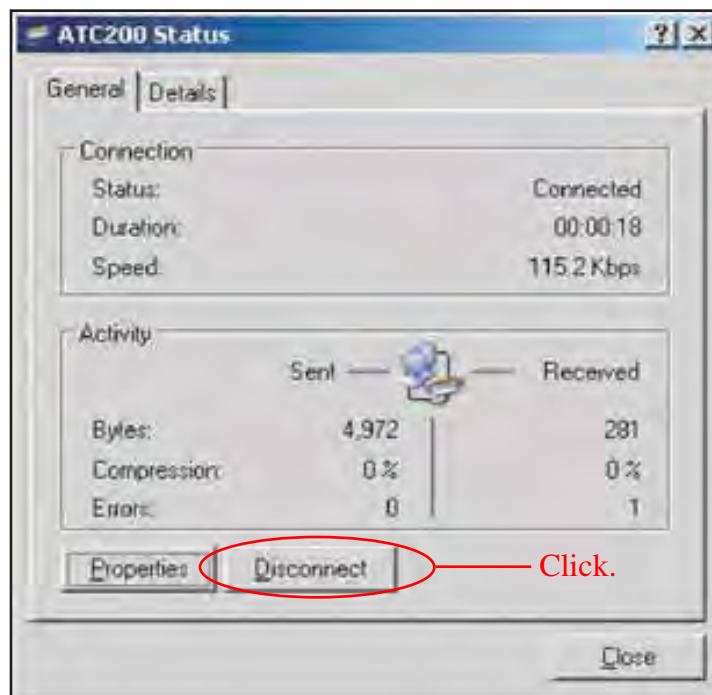 ATC200 Status
General Details
Connection
Status: Connected
Duration: 00:00:18
Speed: 115.2 Kbps
Activity
Sent Received
Bytes: 4,972 281
Compression: 0 % 0 %
Errors: 0 1
Properties Disconnect Click.
Close